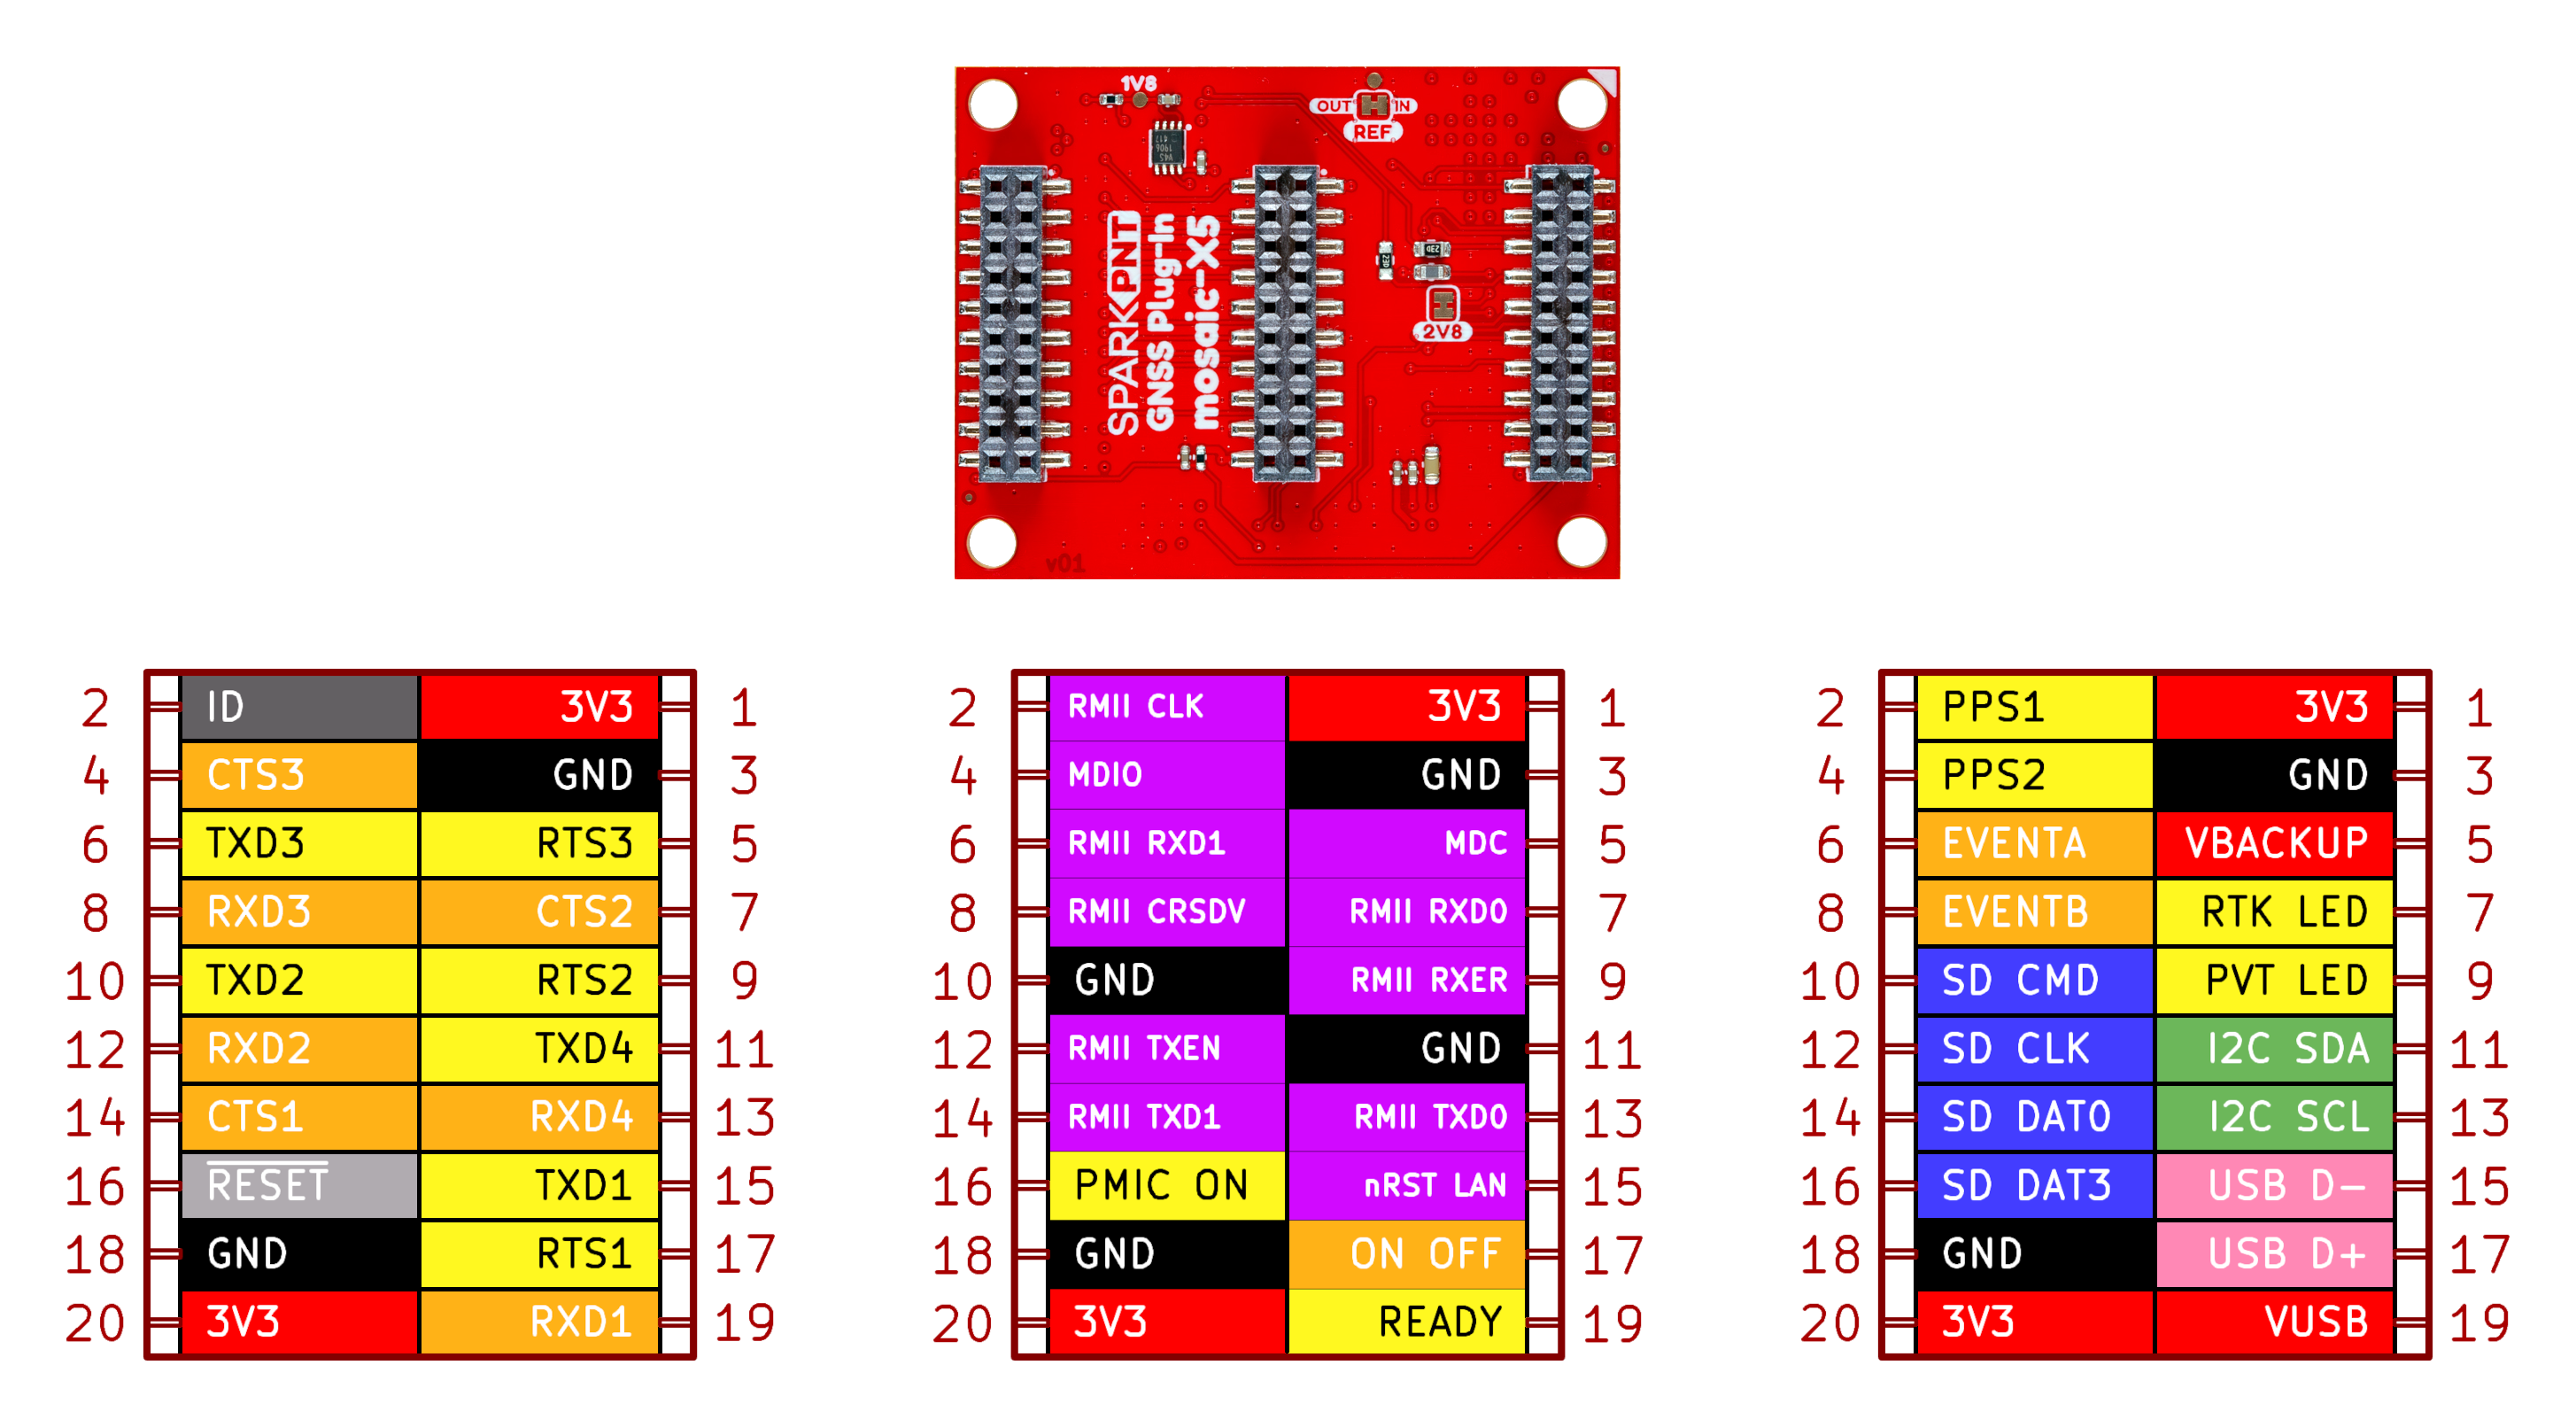 1V8
OUT IN
REF
SPARK PNT
GNSS Plug-in
mosaic-X5
2V8
v01
2 ID 3V3 1
4 CTS3 GND 3
6 TXD3 RTS3 5
8 RXD3 CTS2 7
10 TXD2 RTS2 9
12 RXD2 TXD4 11
14 CTS1 RXD4 13
16 RESET TXD1 15
18 GND RTS1 17
20 3V3 RXD1 19
2 RMII CLK 3V3 1
4 MDIO GND 3
6 RMII RXD1 MDC 5
8 RMII CRSDV RMII RXD0 7
10 GND RMII RXER 9
12 RMII TXEN GND 11
14 RMII TXD1 RMII TXD0 13
16 PMIC ON nRST LAN 15
18 GND ON OFF 17
20 3V3 READY 19
2 PPS1 3V3 1
4 PPS2 GND 3
6 EVENTA VBACKUP 5
8 EVENTB RTK LED 7
10 SD CMD PVT LED 9
12 SD CLK I2C SDA 11
14 SD DAT0 I2C SCL 13
16 SD DAT3 USB D- 15
18 GND USB D+ 17
20 3V3 VUSB 19